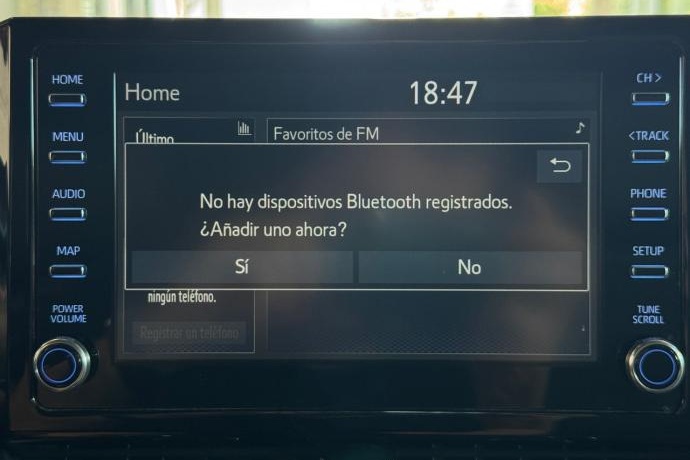 HOME
MENU
AUDIO
MAP
POWER
VOLUME
Home
18:47
Último
Favoritos de FM
No hay dispositivos Bluetooth registrados.
¿Añadir uno ahora?
Sí
No
ningún teléfono.
Registrar un teléfono
CH >
< TRACK
PHONE
SETUP
TUNE
SCROLL